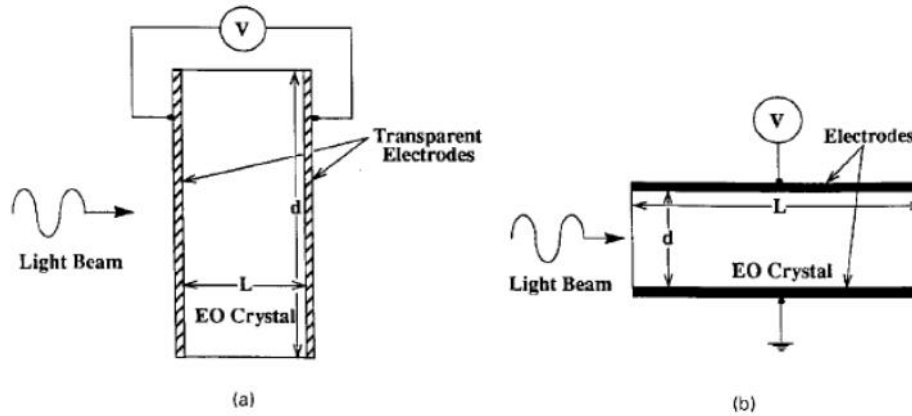 V
Transparent
Electrodes
d
Light Beam
L
EO Crystal
(a)
V
Electrodes
L
d
EO Crystal
Light Beam
(b)